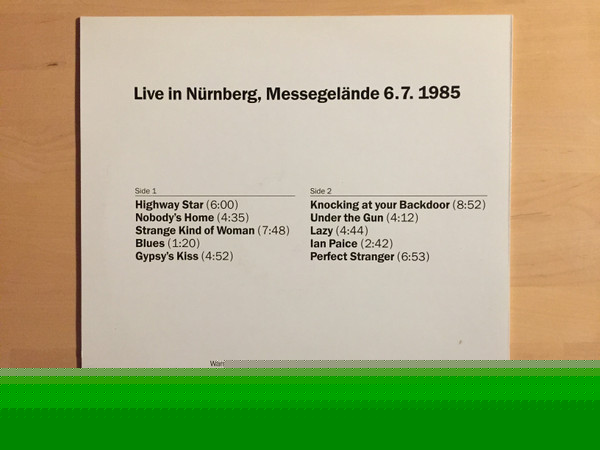 Live in Nürnberg, Messegelände 6.7. 1985
Side 1
Highway Star (6:00)
Nobody's Home (4:35)
Strange Kind of Woman (7:48)
Blues (1:20)
Gypsy's Kiss (4:52)
Side 2
Knocking at your Backdoor (8:52)
Under the Gun (4:12)
Lazy (4:44)
Ian Paice (2:42)
Perfect Stranger (6:53)